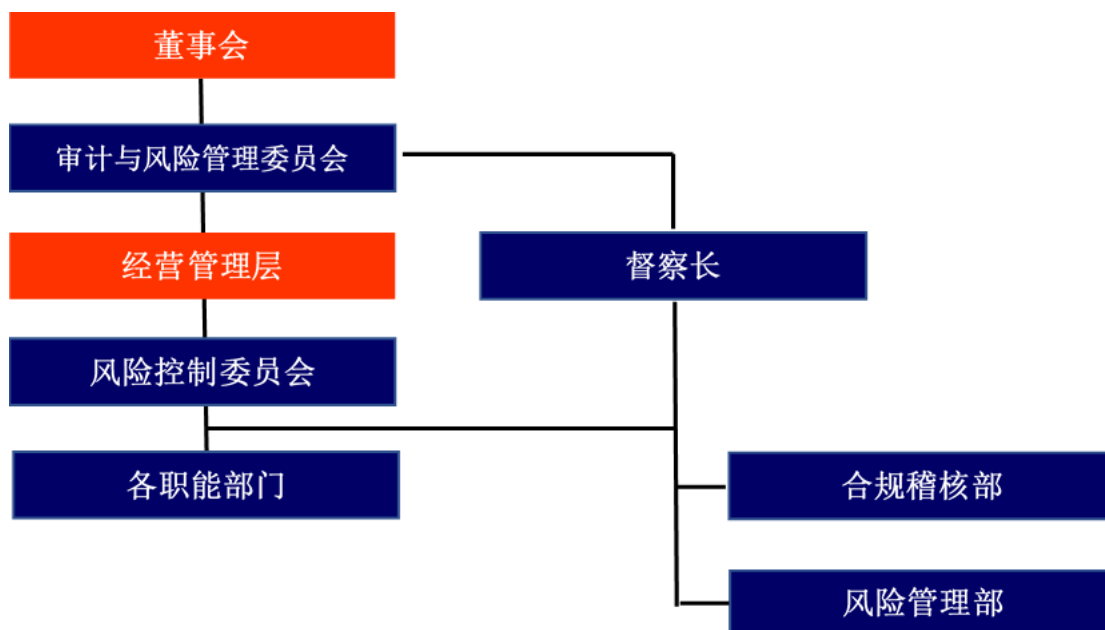 董事会
审计与风险管理委员会
经营管理层
督察长
风险控制委员会
各职能部门
合规稽核部
风险管理部